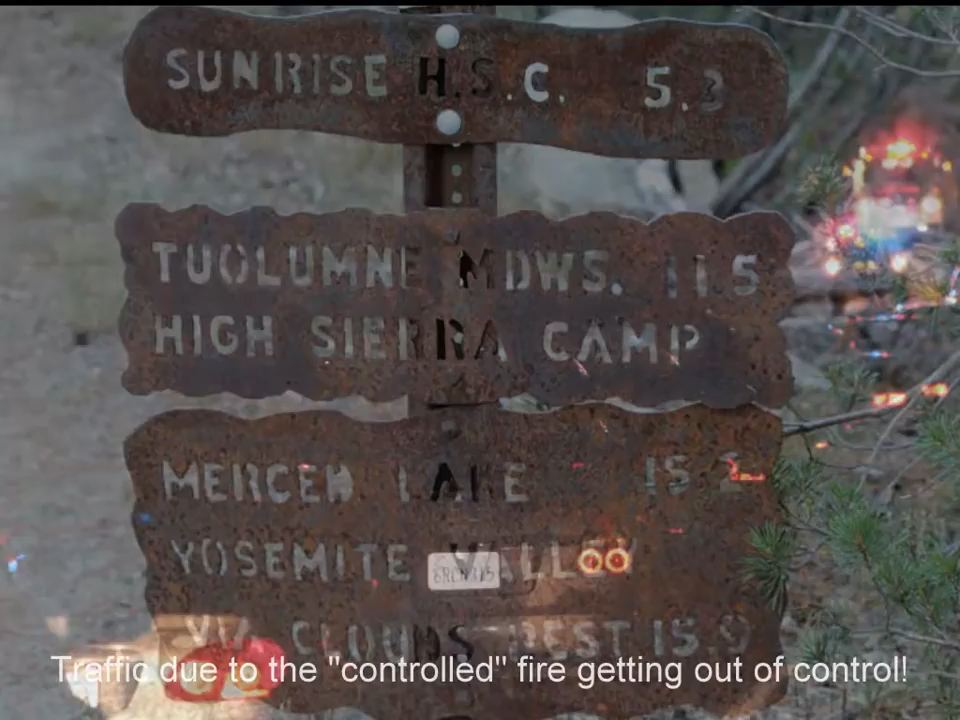 SUNRISE H.S.C. 5.3
TUOLUMNE MDWS. 11.5
HIGH SIERRA CAMP
MERCED LAKE 15.2
YOSEMITE VALLEY
VIA CLOUDS REST 15.9
Traffic due to the "controlled" fire getting out of control!